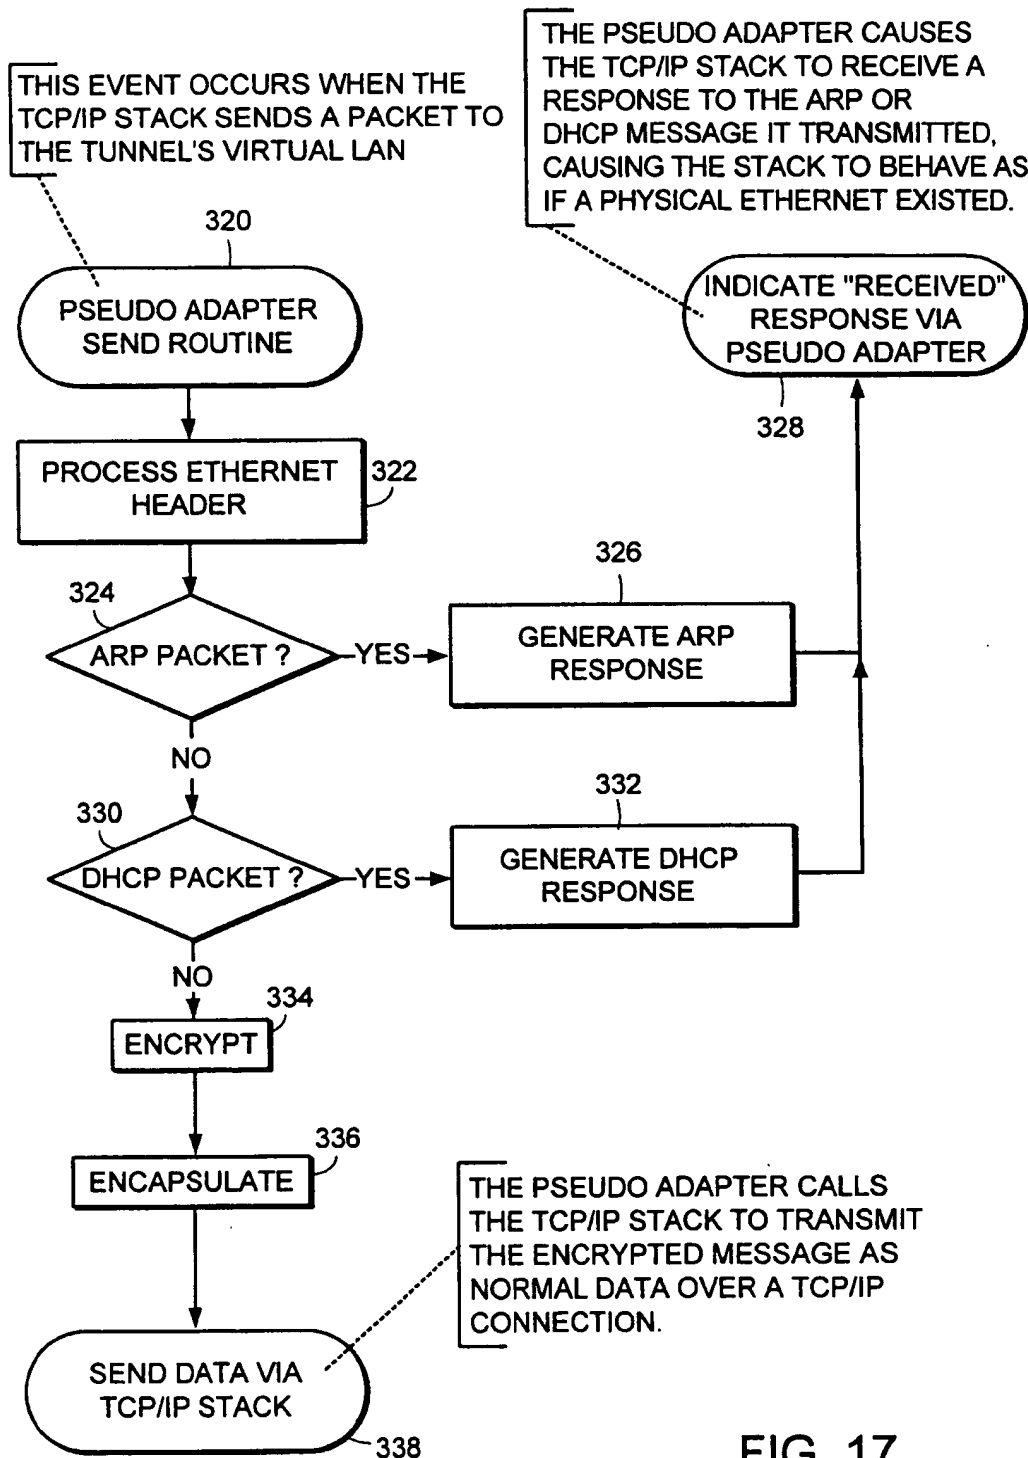 THIS EVENT OCCURS WHEN THE
TCP/IP STACK SENDS A PACKET TO
THE TUNNEL'S VIRTUAL LAN
THE PSEUDO ADAPTER CAUSES
THE TCP/IP STACK TO RECEIVE A
RESPONSE TO THE ARP OR
DHCP MESSAGE IT TRANSMITTED,
CAUSING THE STACK TO BEHAVE AS
IF A PHYSICAL ETHERNET EXISTED.
320
PSEUDO ADAPTER
SEND ROUTINE
INDICATE "RECEIVED"
RESPONSE VIA
PSEUDO ADAPTER
328
PROCESS ETHERNET
HEADER
322
324
ARP PACKET ?
YES
326
GENERATE ARP
RESPONSE
NO
330
DHCP PACKET ?
YES
332
GENERATE DHCP
RESPONSE
NO
334
ENCRYPT
336
ENCAPSULATE
THE PSEUDO ADAPTER CALLS
THE TCP/IP STACK TO TRANSMIT
THE ENCRYPTED MESSAGE AS
NORMAL DATA OVER A TCP/IP
CONNECTION.
SEND DATA VIA
TCP/IP STACK
338
FIG. 17